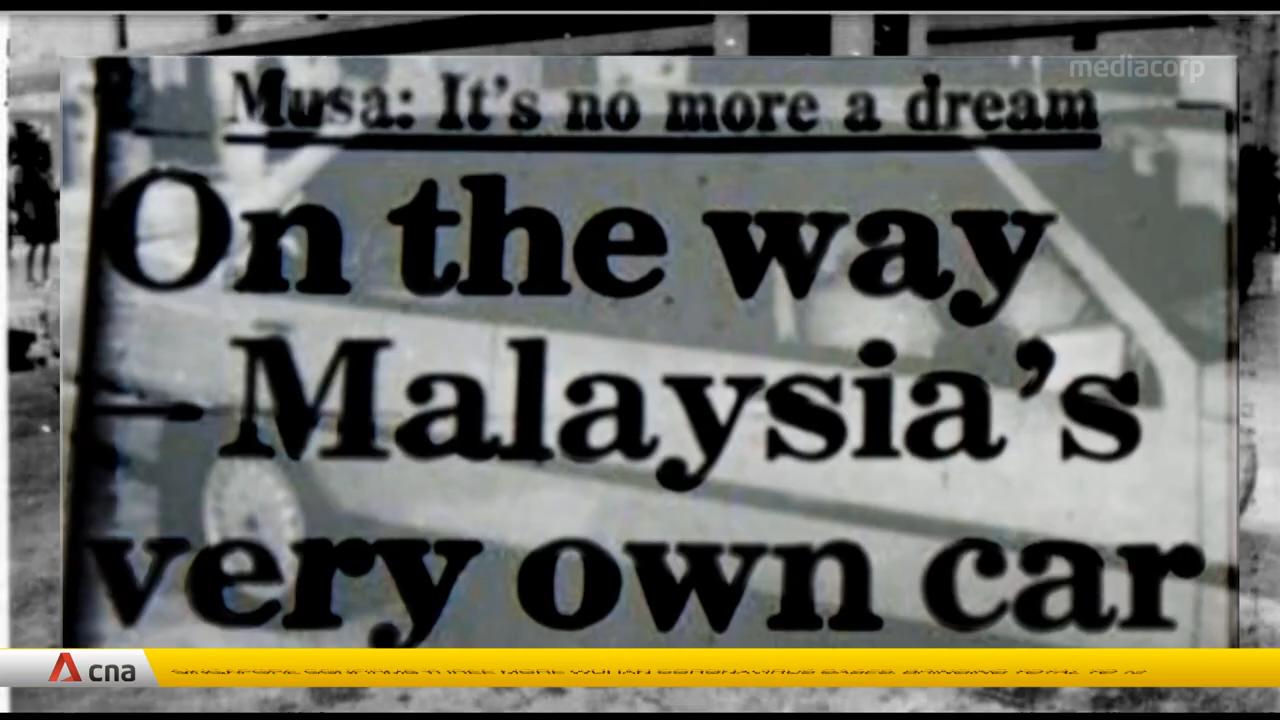 mediacorp
Musa: It's no more a dream
On the way
– Malaysia's
very own car
cna